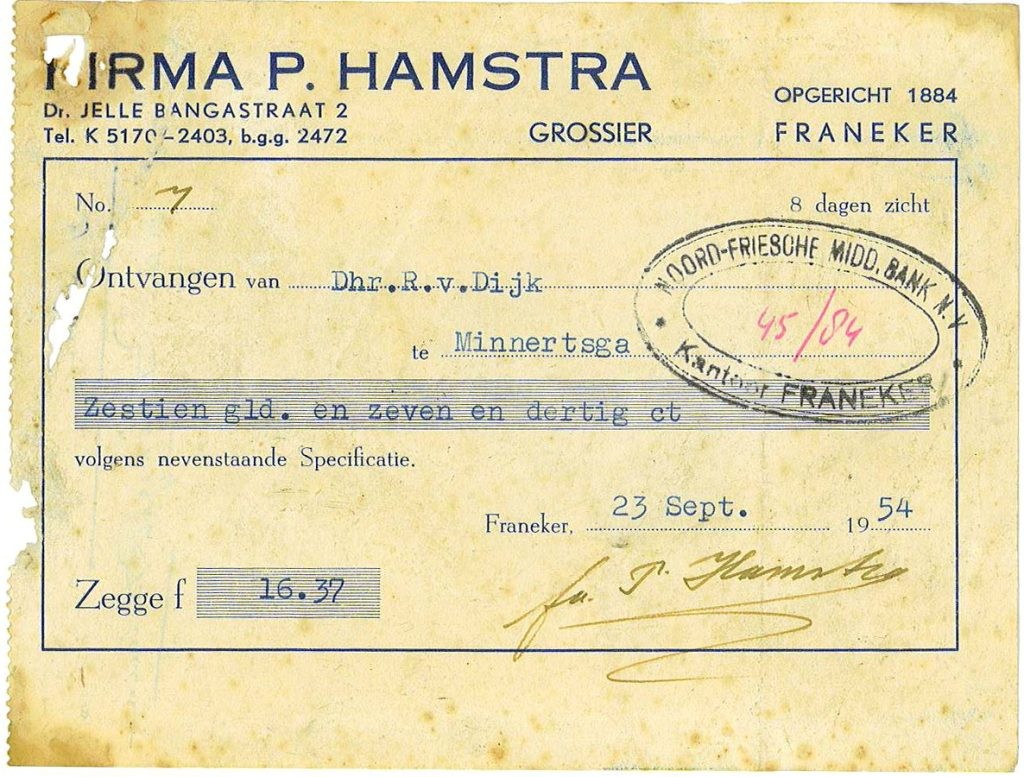 FIRMA P. HAMSTRA
Dr. JELLE BANGASTRAAT 2
Tel. K 5170-2403, b.g.g. 2472
GROSSIER
OPGERICHT 1884
FRANEKER
No. 7
8 dagen zicht
Ontvangen van Dhr.R.v.Dijk
te Minnertsga
NOORD-FRIESCHE MIDD. BANK N.V.
45/84
Kantoor FRANEKER
Zestien gld. en zeven en dertig ct
volgens nevenstaande Specificatie.
Franeker, 23 Sept. 1954
Zegge f 16.37
fa. P. Hamstra